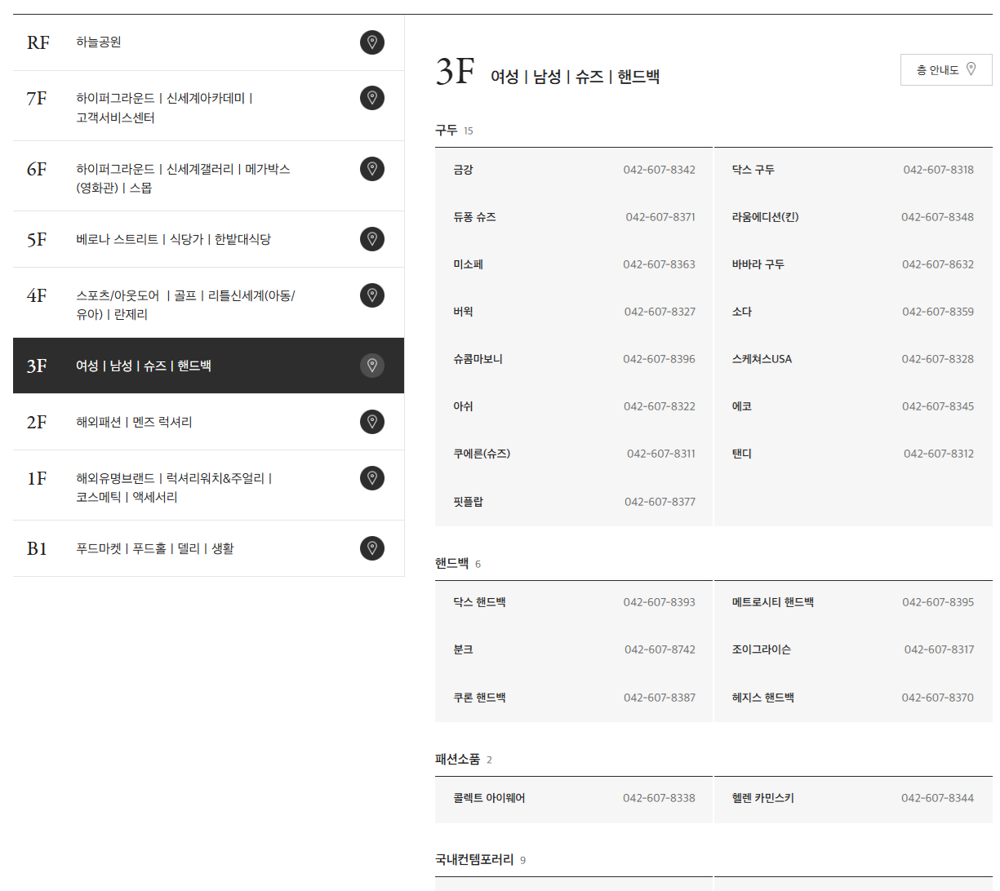 RF 하늘공원
7F 하이퍼그라운드 | 신세계아카데미 |
고객서비스센터
6F 하이퍼그라운드 | 신세계갤러리 | 메가박스
(영화관) | 스몹
5F 베로나 스트리트 | 식당가 | 한밭대식당
4F 스포츠/아웃도어 | 골프 | 리틀신세계(아동/
유아) | 란제리
3F 여성 | 남성 | 슈즈 | 핸드백
2F 해외패션 | 멘즈 럭셔리
1F 해외유명브랜드 | 럭셔리워치&주얼리 |
코스메틱 | 액세서리
B1 푸드마켓 | 푸드홀 | 델리 | 생활
3F 여성 | 남성 | 슈즈 | 핸드백
층 안내도
구두 15
금강 042-607-8342 닥스 구두 042-607-8318
듀퐁 슈즈 042-607-8371 라움에디션(킨) 042-607-8348
미소페 042-607-8363 바바라 구두 042-607-8632
버윅 042-607-8327 소다 042-607-8359
슈콤마보니 042-607-8396 스케쳐스USA 042-607-8328
아쉬 042-607-8322 에코 042-607-8345
쿠에른(슈즈) 042-607-8311 탠디 042-607-8312
핏플랍 042-607-8377
핸드백 6
닥스 핸드백 042-607-8393 메트로시티 핸드백 042-607-8395
분크 042-607-8742 조이그라이슨 042-607-8317
쿠론 핸드백 042-607-8387 헤지스 핸드백 042-607-8370
패션소품 2
콜렉트 아이웨어 042-607-8338 헬렌 카민스키 042-607-8344
국내컨템포러리 9